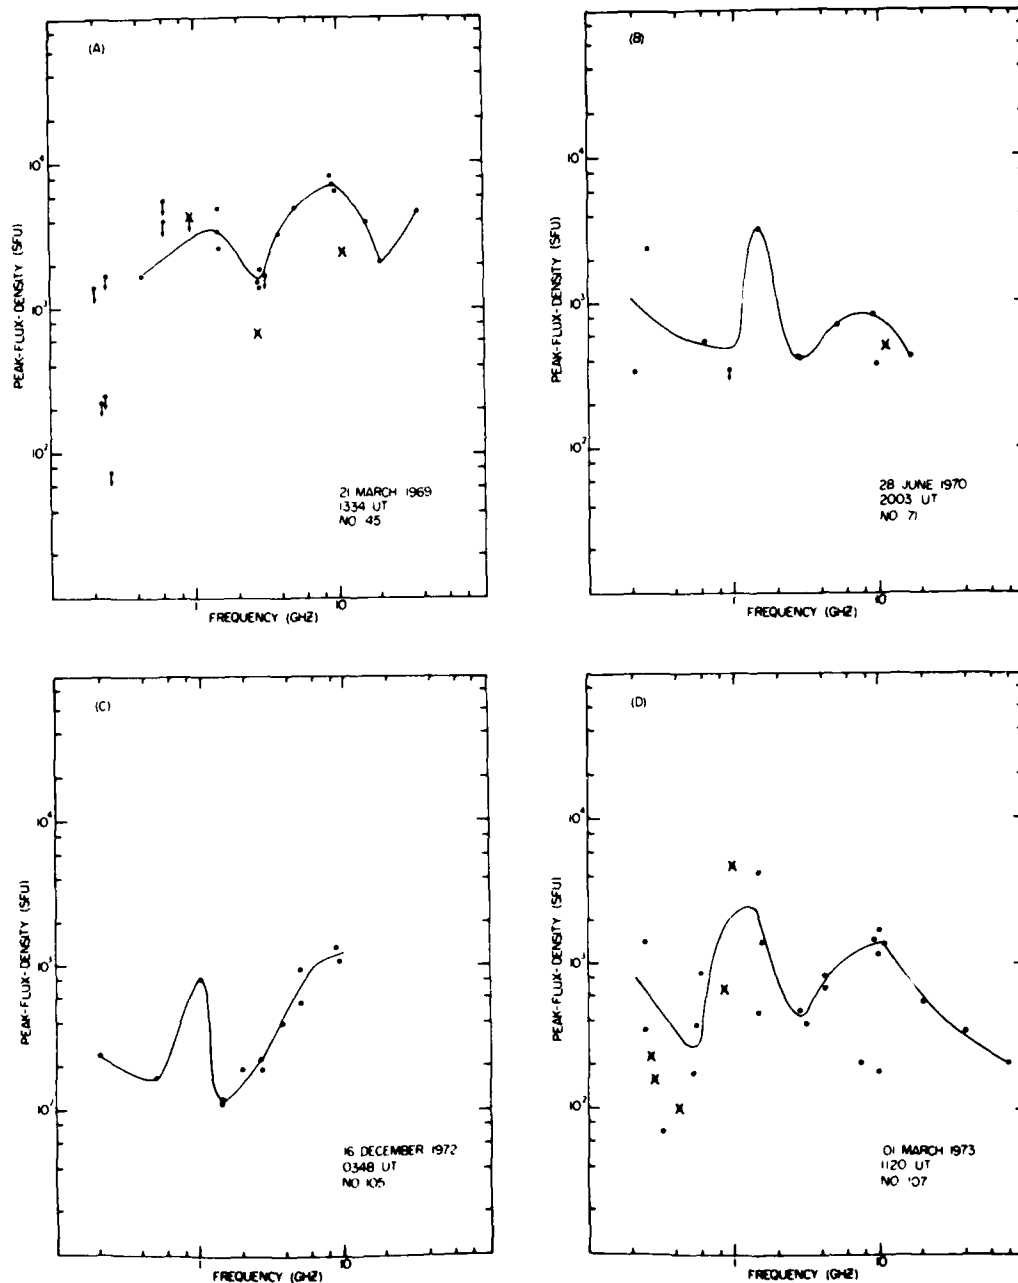 (A)
PEAK-FLUX-DENSITY (SFU)
10⁴
10³
10²
21 MARCH 1969
1334 UT
NO 45
1
10
FREQUENCY (GHZ)
(B)
PEAK-FLUX-DENSITY (SFU)
10⁴
10³
10²
28 JUNE 1970
2003 UT
NO 71
1
10
FREQUENCY (GHZ)
(C)
PEAK-FLUX-DENSITY (SFU)
10⁴
10³
10²
16 DECEMBER 1972
0348 UT
NO 105
1
10
FREQUENCY (GHZ)
(D)
PEAK-FLUX-DENSITY (SFU)
10⁴
10³
10²
01 MARCH 1973
1120 UT
NO 107
1
10
FREQUENCY (GHZ)